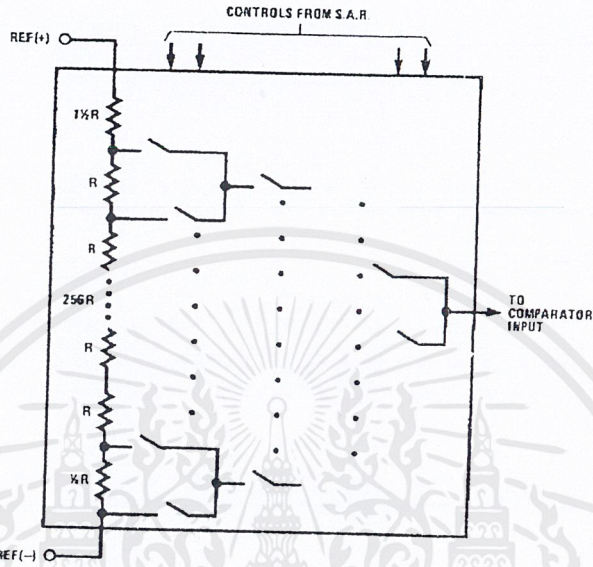 CONTROLS FROM S.A.R.
REF(+)
1½R
R
R
256R
R
R
½R
TO
COMPARATOR
INPUT
REF(−)